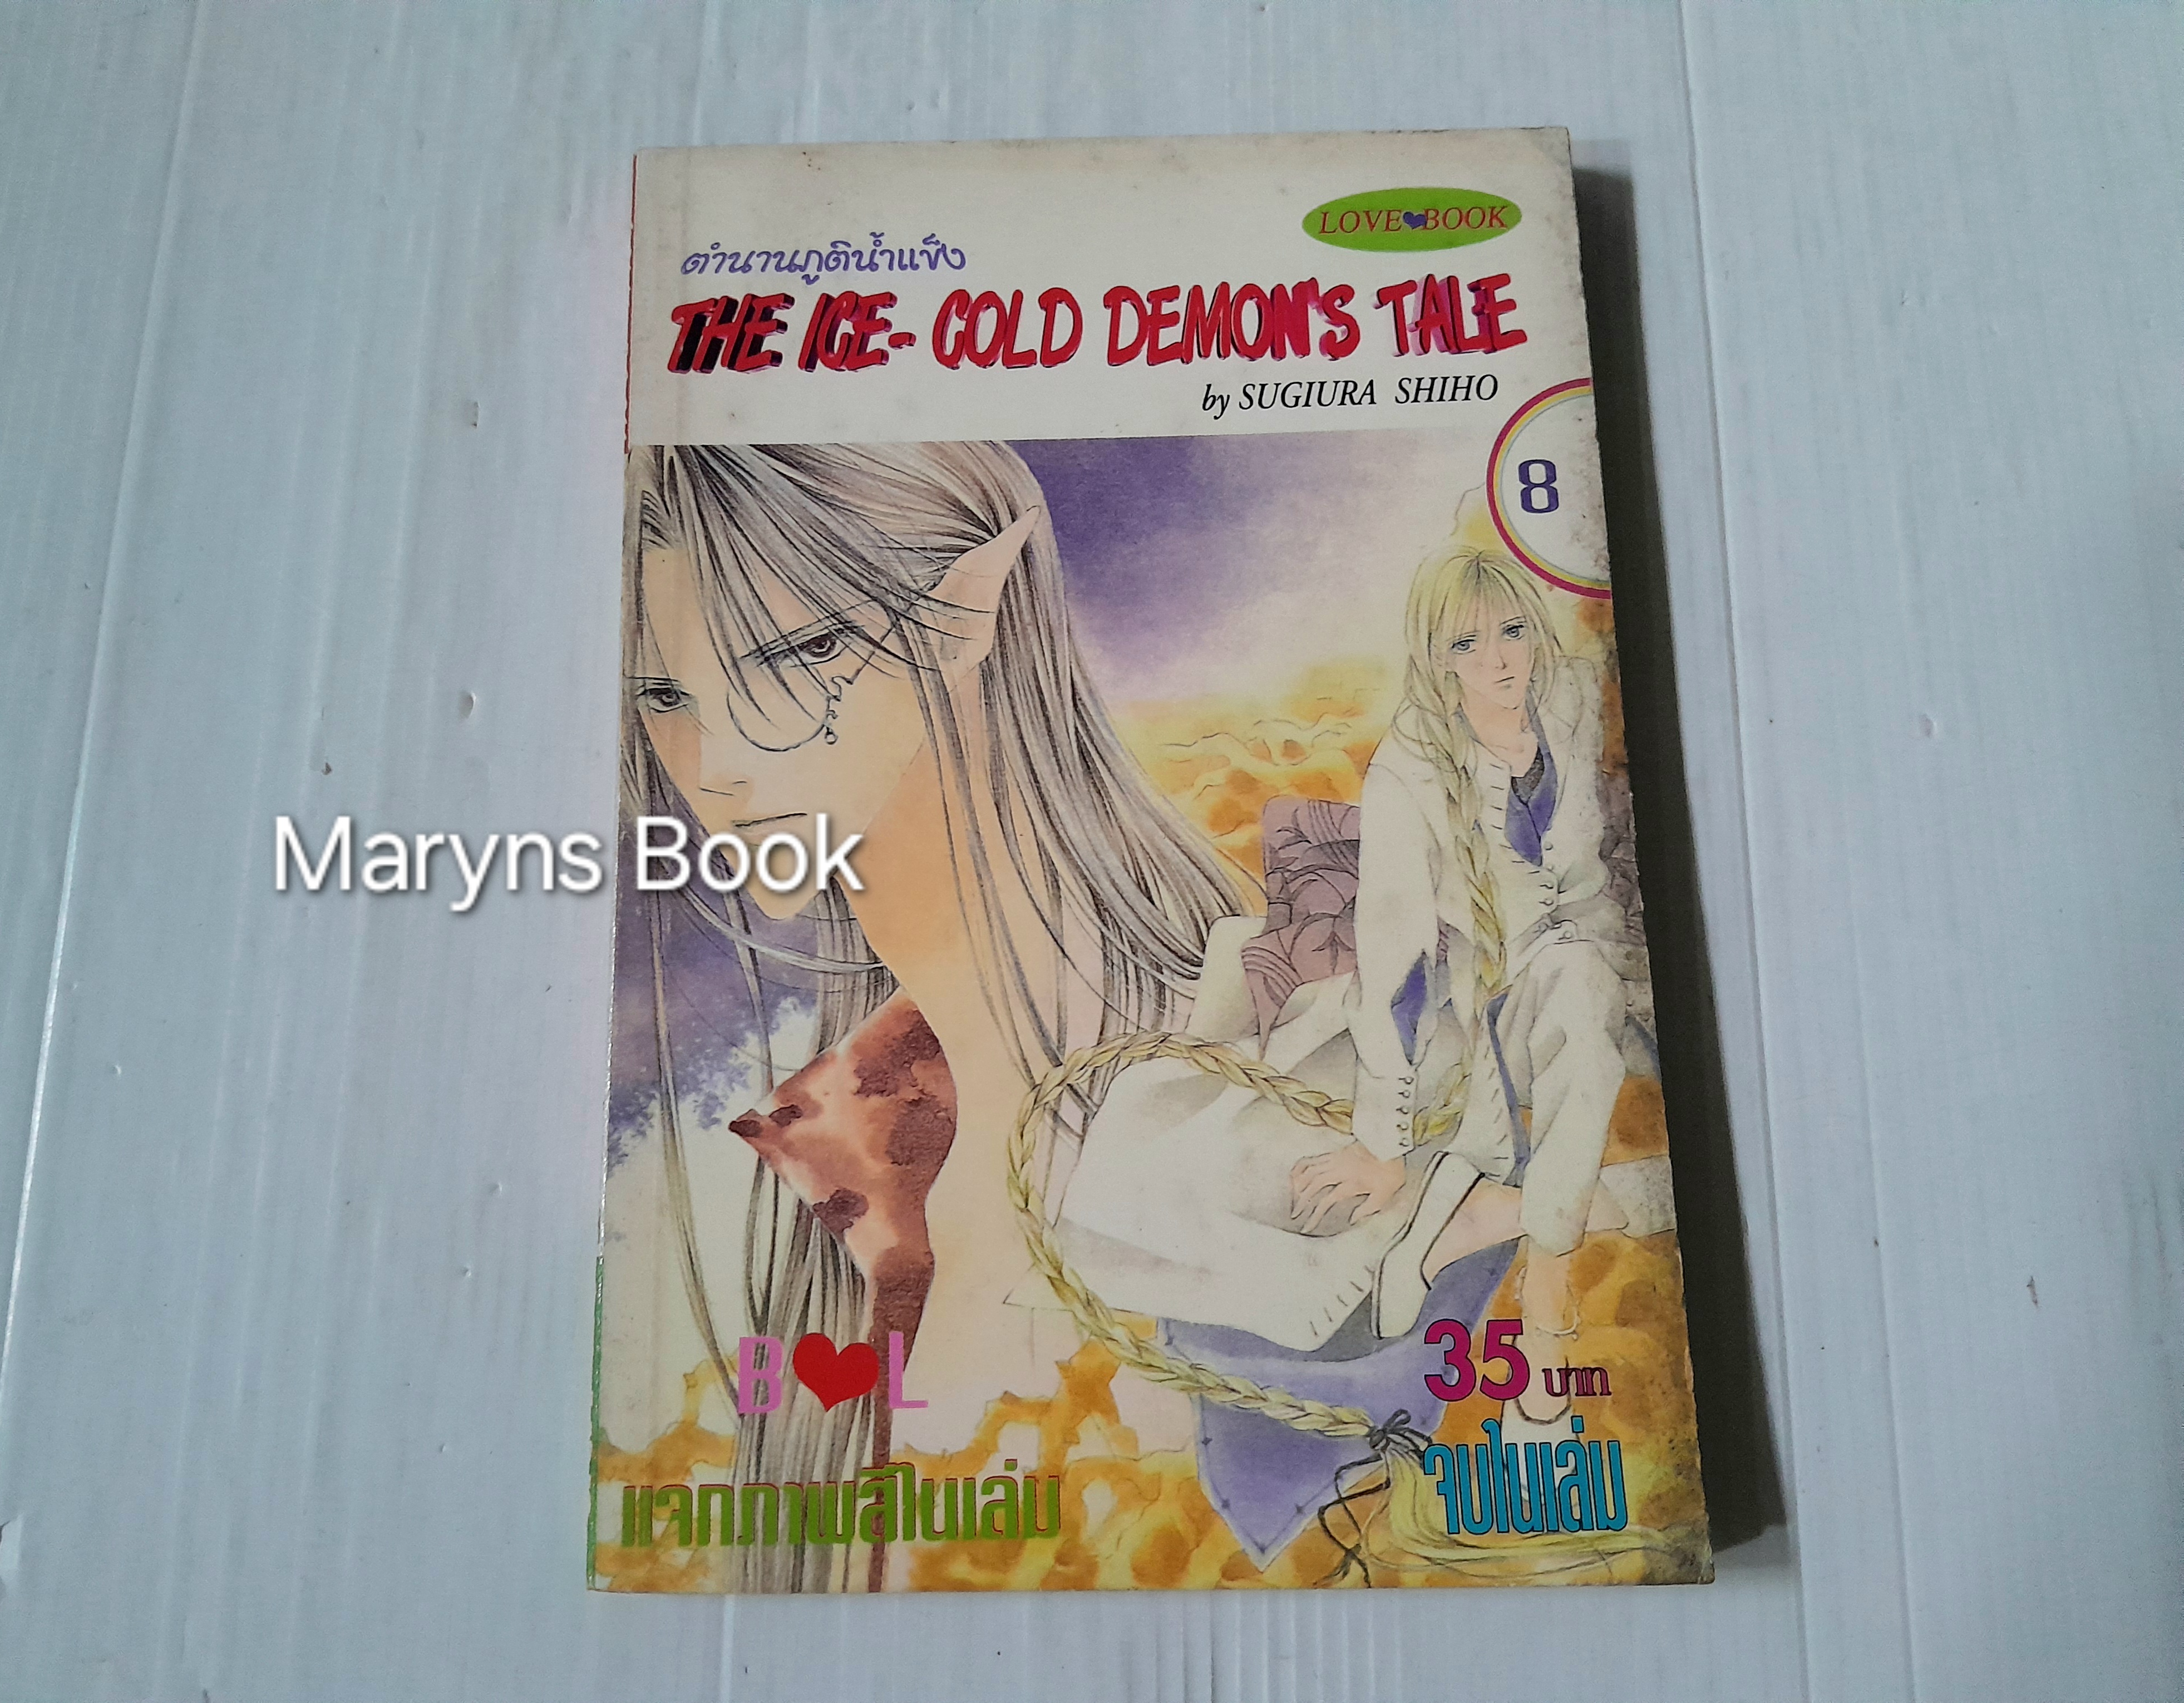 LOVE BOOK
ตำนานภูตน้ำแข็ง
THE ICE- COLD DEMON'S TALE
by SUGIURA SHIHO
8
Maryns Book
B L
35 บาท
จบในเล่ม
แจกภาพสีในเล่ม